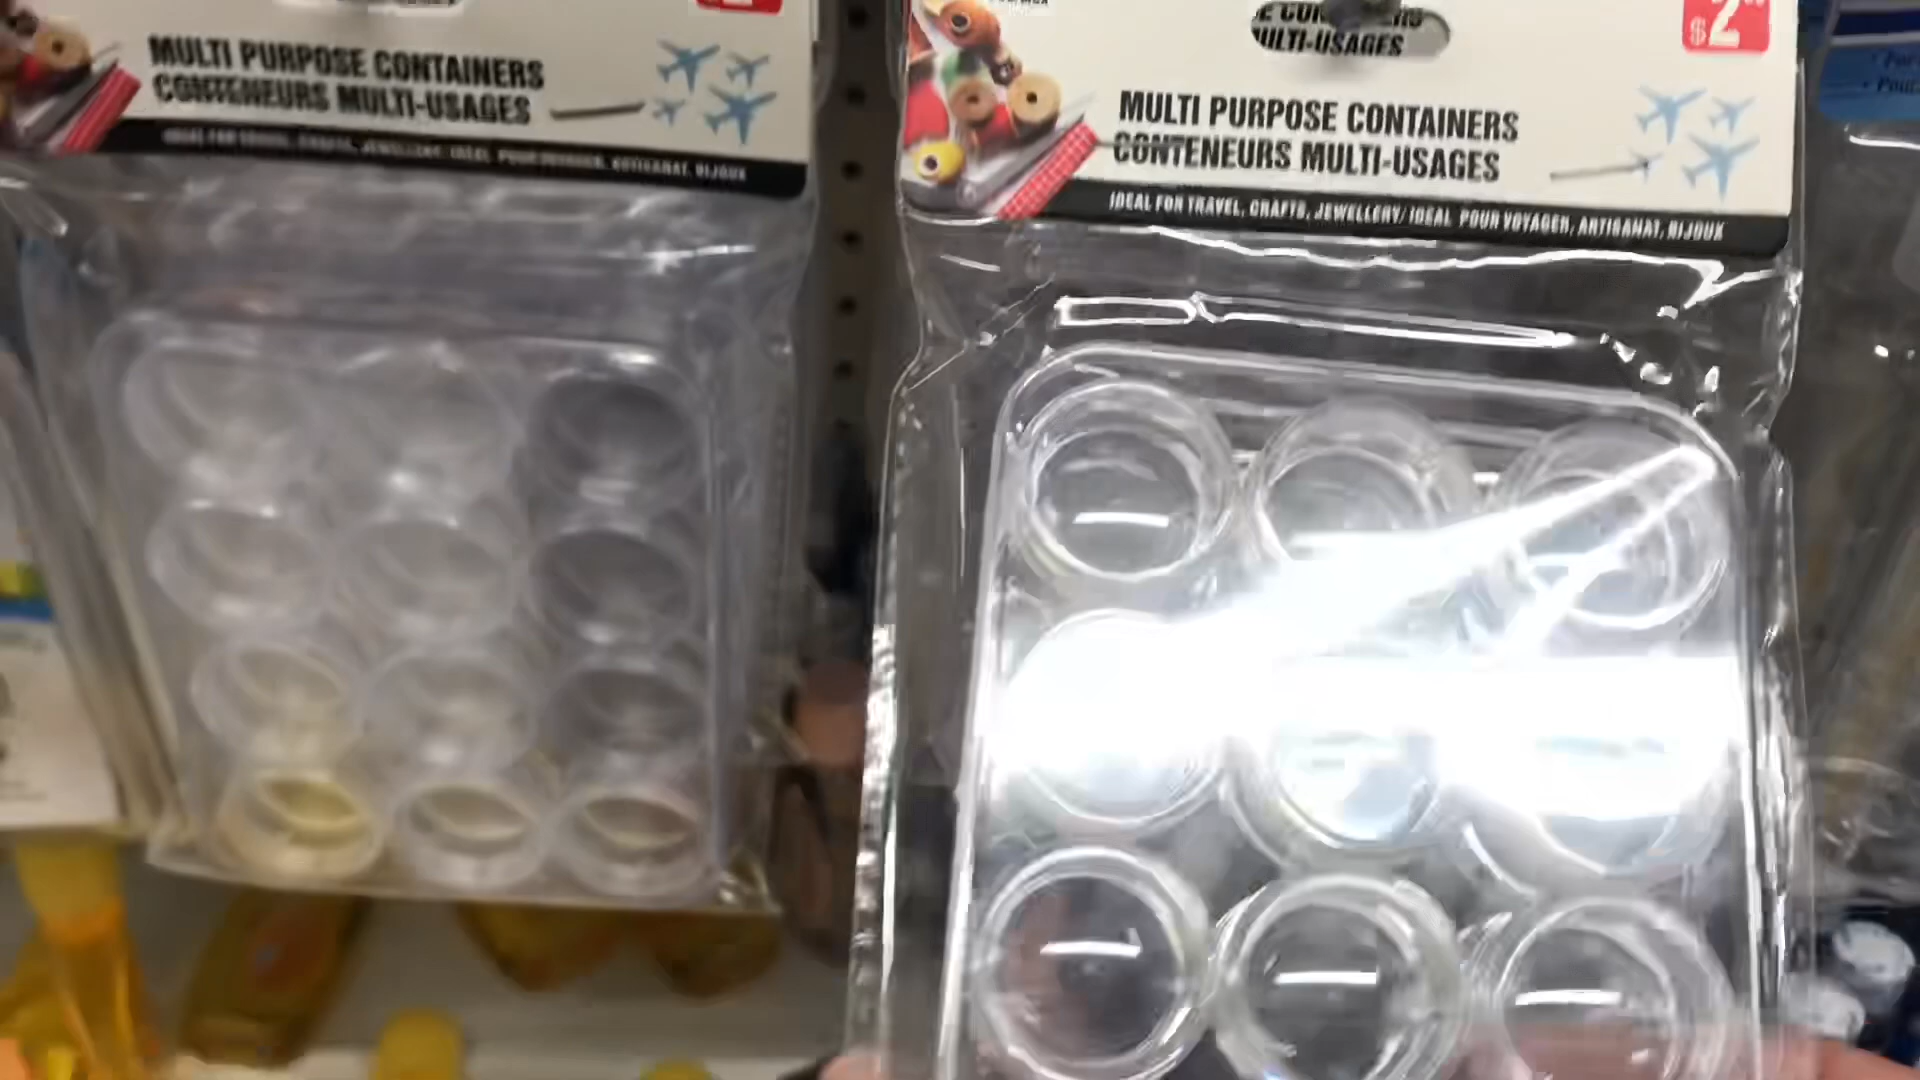 MULTI PURPOSE CONTAINERS
CONTENEURS MULTI-USAGES
MULTI-USAGES
$2
MULTI PURPOSE CONTAINERS
CONTENEURS MULTI-USAGES
IDEAL FOR TRAVEL, CRAFTS, JEWELLERY/ IDEAL POUR VOYAGER, ARTISANAT, BIJOUX